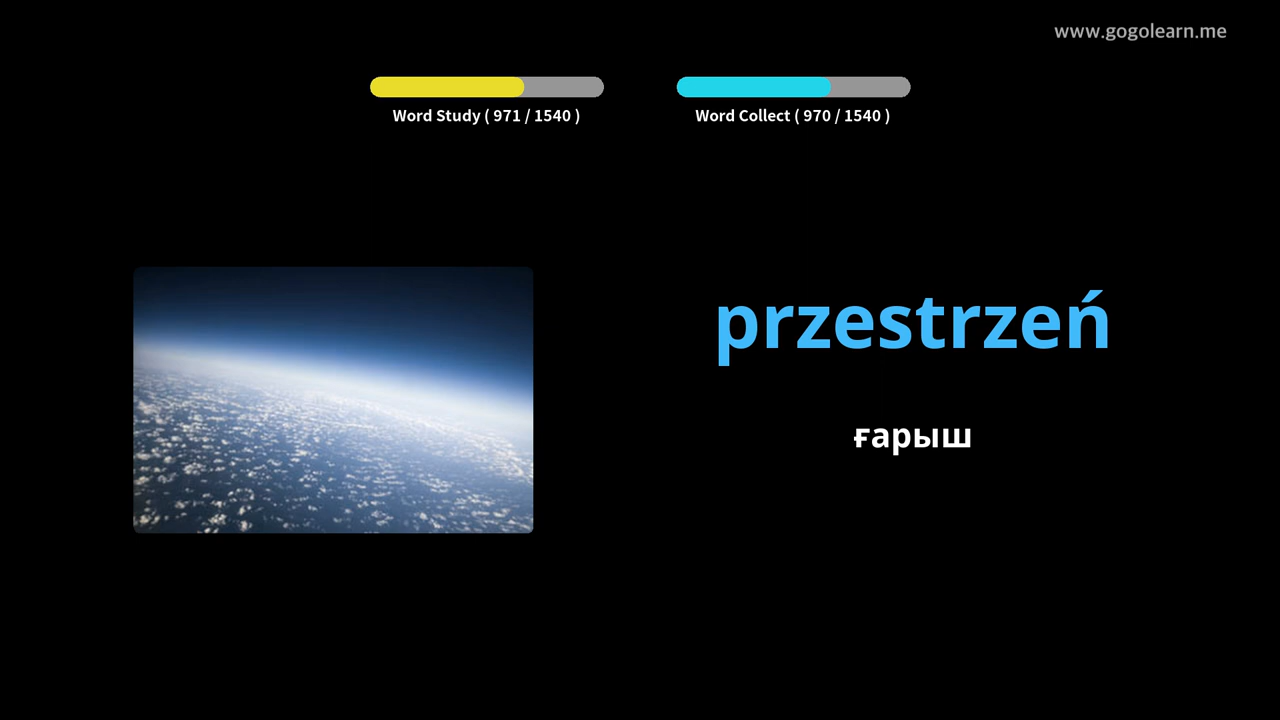 www.gogolearn.me
Word Study ( 971 / 1540 )
Word Collect ( 970 / 1540 )
przestrzeń
ғарыш